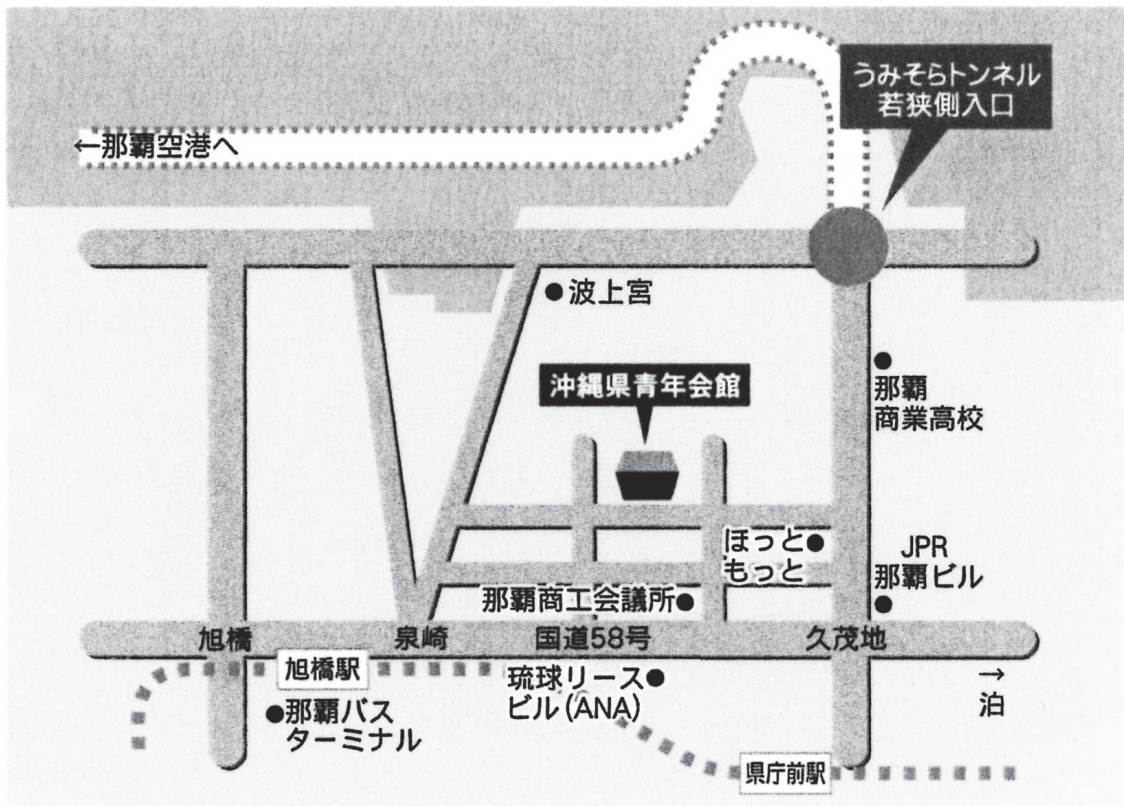 うみそらトンネル
若狭側入口
←那覇空港へ
波上宮
沖縄県青年会館
那覇
商業高校
ほっと
もっと
JPR
那覇ビル
那覇商工会議所
旭橋
泉崎
国道58号
久茂地
旭橋駅
琉球リース
ビル(ANA)
→
泊
那覇バス
ターミナル
県庁前駅